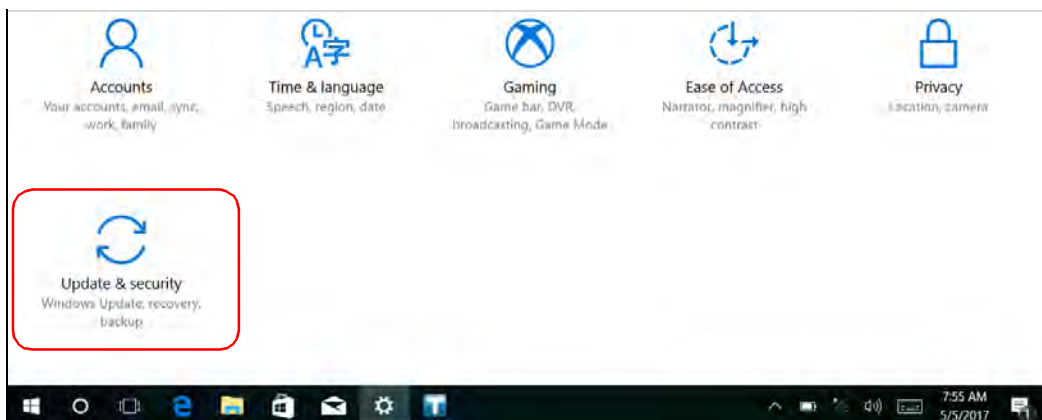 Accounts
Your accounts, email, sync,
work, family
Time & language
Speech, region, date
Gaming
Game bar, DVR,
broadcasting, Game Mode
Ease of Access
Narrator, magnifier, high
contrast
Privacy
Location, camera
Update & security
Windows Update, recovery,
backup
7:55 AM
5/5/2017